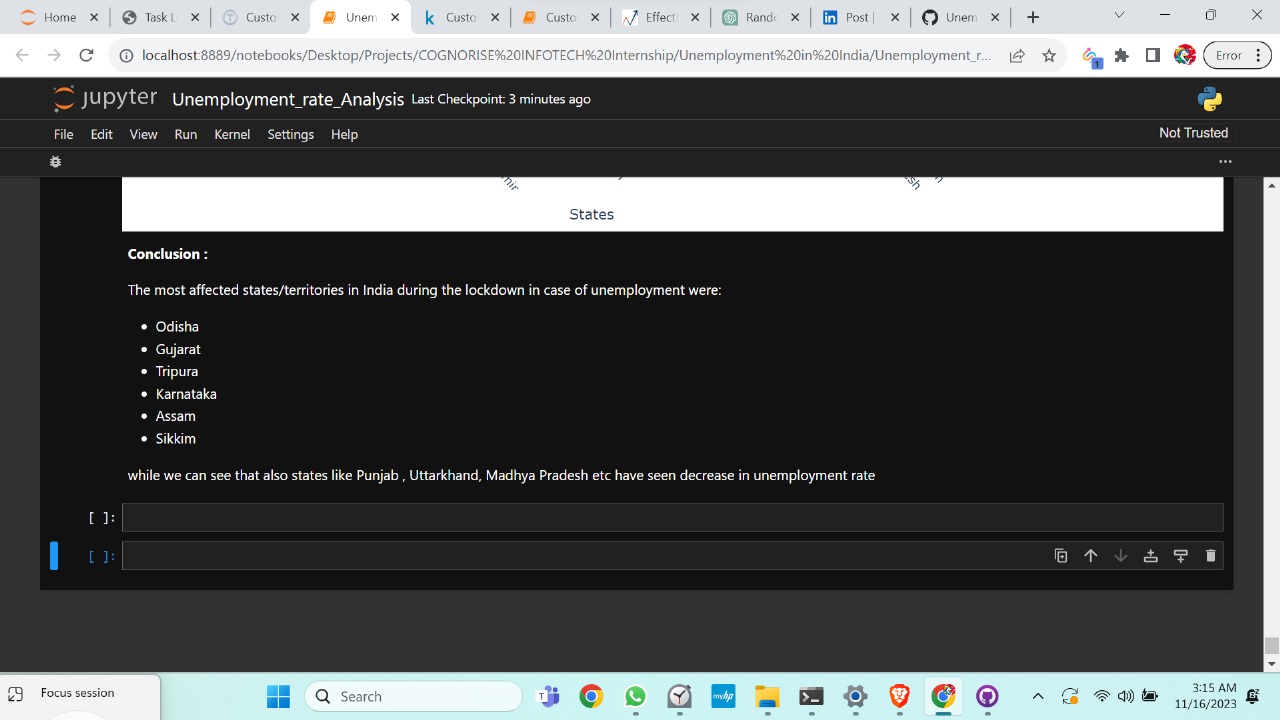 Home
Task Li
Custo
Unem
Custo
Custo
Effecti
Rando
Post |
Unem
localhost:8889/notebooks/Desktop/Projects/COGNORISE%20INFOTECH%20Internship/Unemployment%20in%20India/Unemployment_r...
1
Error
jupyter Unemployment_rate_Analysis Last Checkpoint: 3 minutes ago
File Edit View Run Kernel Settings Help
Not Trusted
States
Conclusion :
The most affected states/territories in India during the lockdown in case of unemployment were:
• Odisha
• Gujarat
• Tripura
• Karnataka
• Assam
• Sikkim
while we can see that also states like Punjab , Uttarkhand, Madhya Pradesh etc have seen decrease in unemployment rate
[ ]:
[ ]:
Focus session
Search
myhp
3:15 AM
11/16/2023